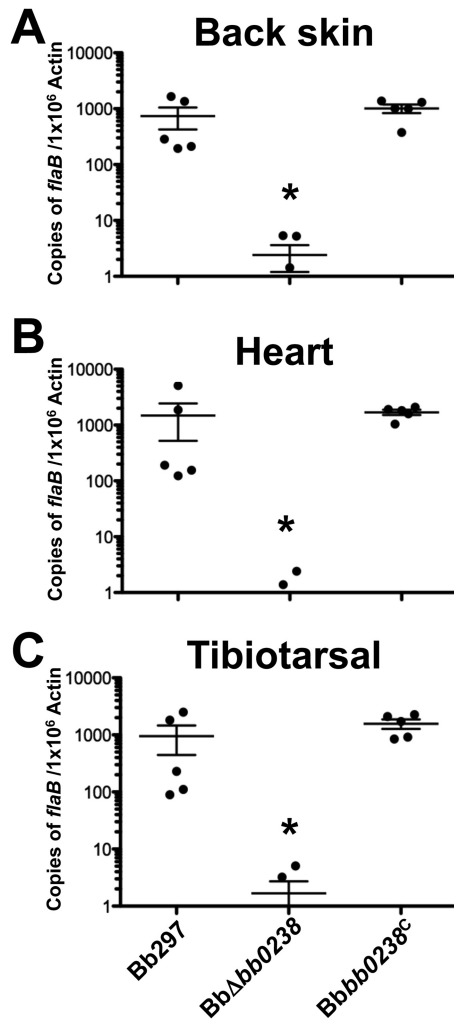 A Back skin
Copies of flaB /1x10⁶ Actin
10000
1000
100
10
1
*
B Heart
Copies of flaB /1x10⁶ Actin
10000
1000
100
10
1
*
C Tibiotarsal
Copies of flaB /1x10⁶ Actin
10000
1000
100
10
1
*
Bb297
BbΔbb0238
Bbbb0238ᶜ